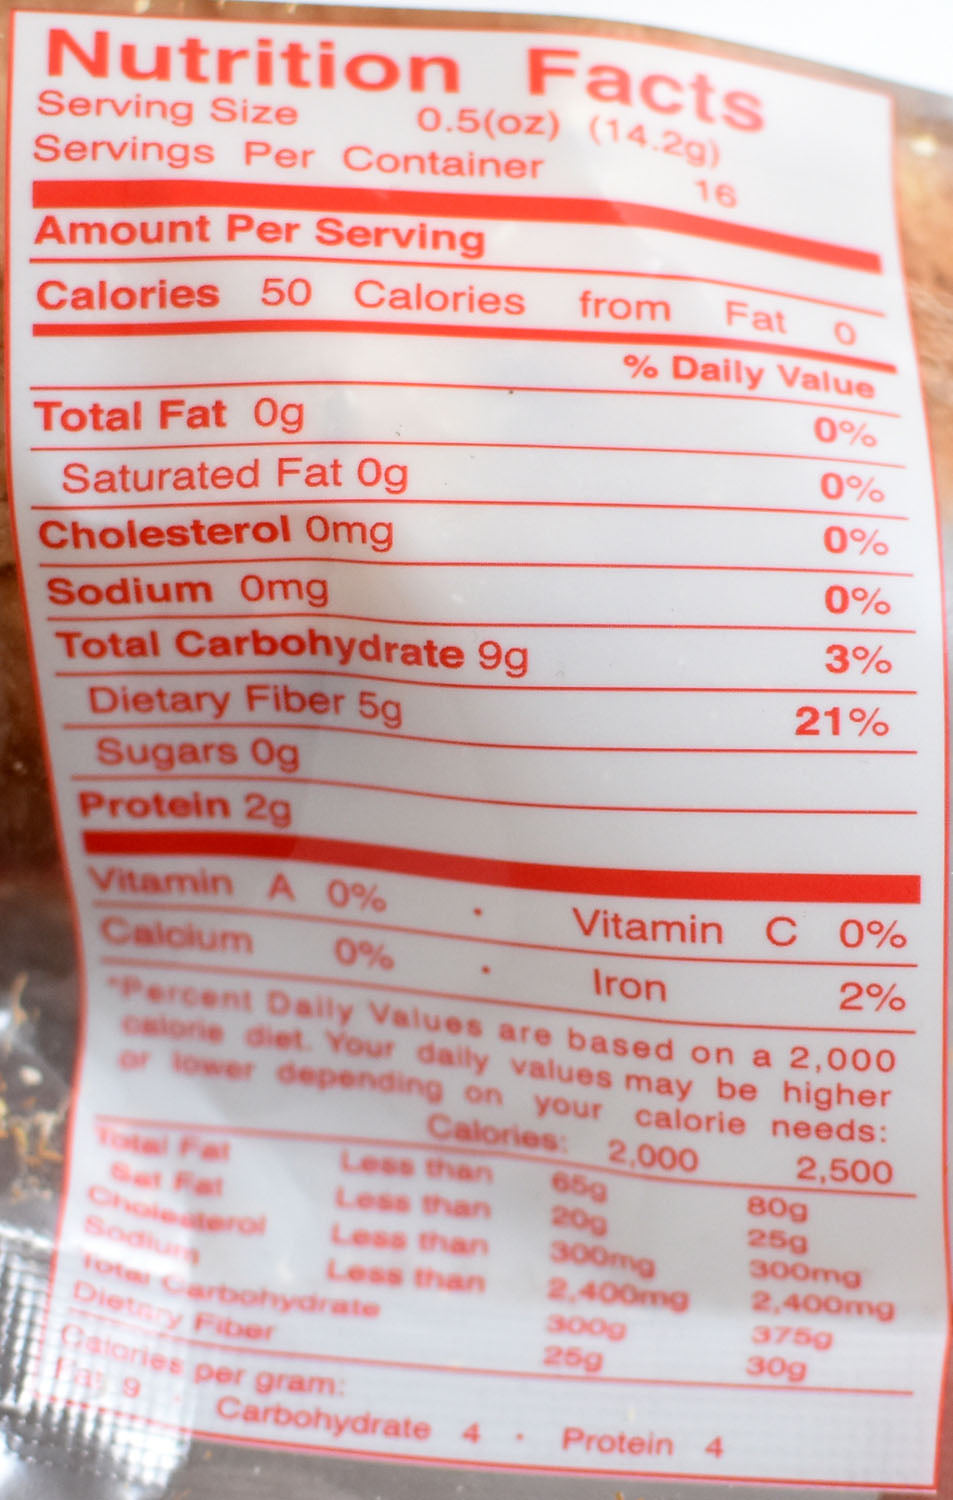 Nutrition Facts
Serving Size 0.5(oz) (14.2g)
Servings Per Container 16
Amount Per Serving
Calories 50 Calories from Fat 0
% Daily Value
Total Fat 0g 0%
Saturated Fat 0g 0%
Cholesterol 0mg 0%
Sodium 0mg 0%
Total Carbohydrate 9g 3%
Dietary Fiber 5g 21%
Sugars 0g
Protein 2g
Vitamin A 0% · Vitamin C 0%
Calcium 0% · Iron 2%
*Percent Daily Values are based on a 2,000
calorie diet. Your daily values may be higher
or lower depending on your calorie needs:
Calories: 2,000 2,500
Total Fat Less than 65g 80g
Sat Fat Less than 20g 25g
Cholesterol Less than 300mg 300mg
Sodium Less than 2,400mg 2,400mg
Total Carbohydrate 300g 375g
Dietary Fiber 25g 30g
Calories per gram:
Fat 9 · Carbohydrate 4 · Protein 4